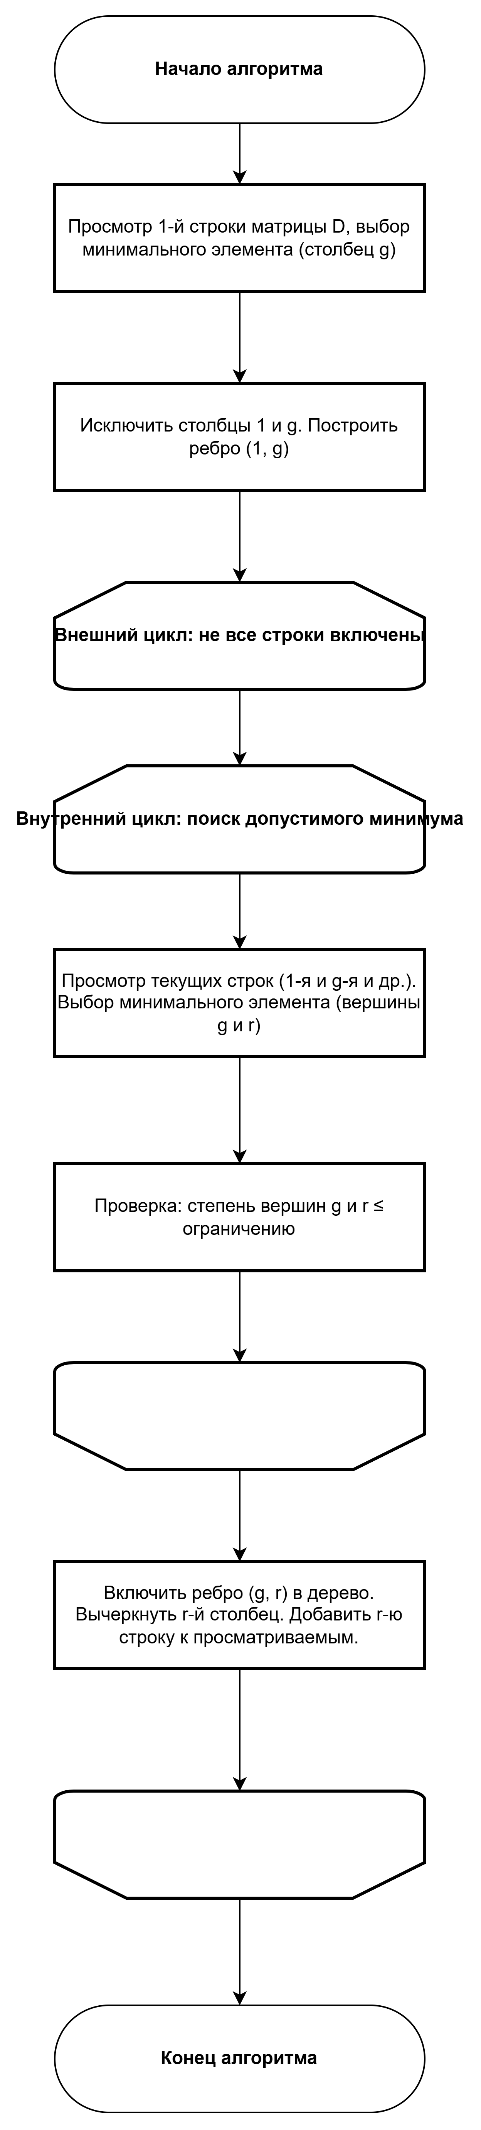 Начало алгоритма
Просмотр 1-й строки матрицы D, выбор
минимального элемента (столбец g)
Исключить столбцы 1 и g. Построить
ребро (1, g)
Внешний цикл: не все строки включены
Внутренний цикл: поиск допустимого минимума
Просмотр текущих строк (1-я и g-я и др.).
Выбор минимального элемента (вершины
g и r)
Проверка: степень вершин g и r ≤
ограничению
Включить ребро (g, r) в дерево.
Вычеркнуть r-й столбец. Добавить r-ю
строку к просматриваемым.
Конец алгоритма